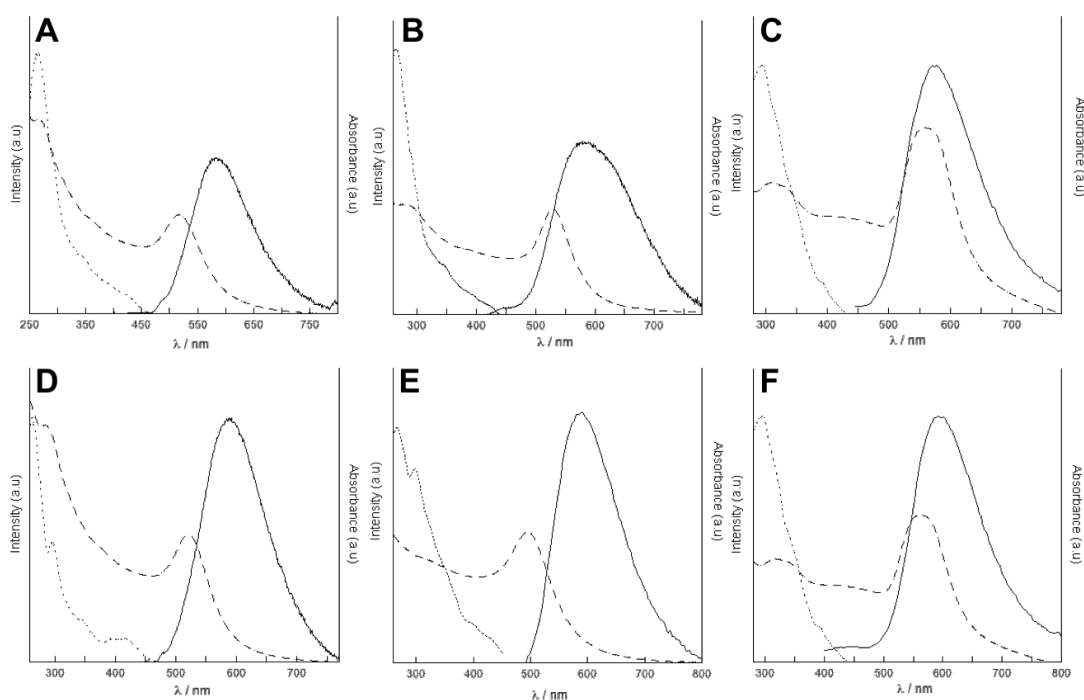 A
Intensity (a.u)
Absorbance (a.u)
250 350 450 550 650 750
λ / nm
B
Intensity (a.u)
Absorbance (a.u)
300 400 500 600 700
λ / nm
C
Intensity (a.u)
Absorbance (a.u)
300 400 500 600 700
λ / nm
D
Intensity (a.u)
Absorbance (a.u)
300 400 500 600 700
λ / nm
E
Intensity (a.u)
Absorbance (a.u)
300 400 500 600 700 800
λ / nm
F
Intensity (a.u)
Absorbance (a.u)
300 400 500 600 700 800
λ / nm